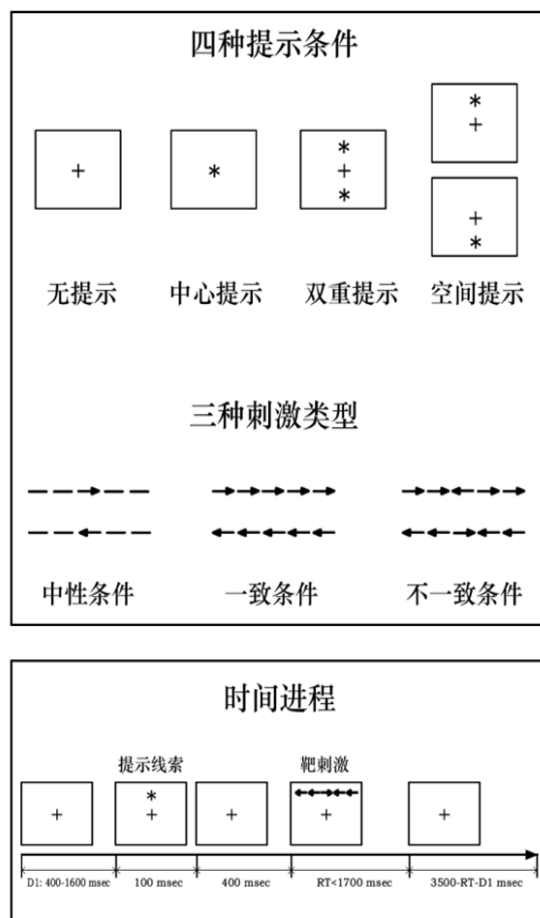 四种提示条件
无提示 中心提示 双重提示 空间提示
三种刺激类型
中性条件 一致条件 不一致条件
时间进程
提示线索 靶刺激
D1: 400-1600 msec 100 msec 400 msec RT<1700 msec 3500-RT-D1 msec